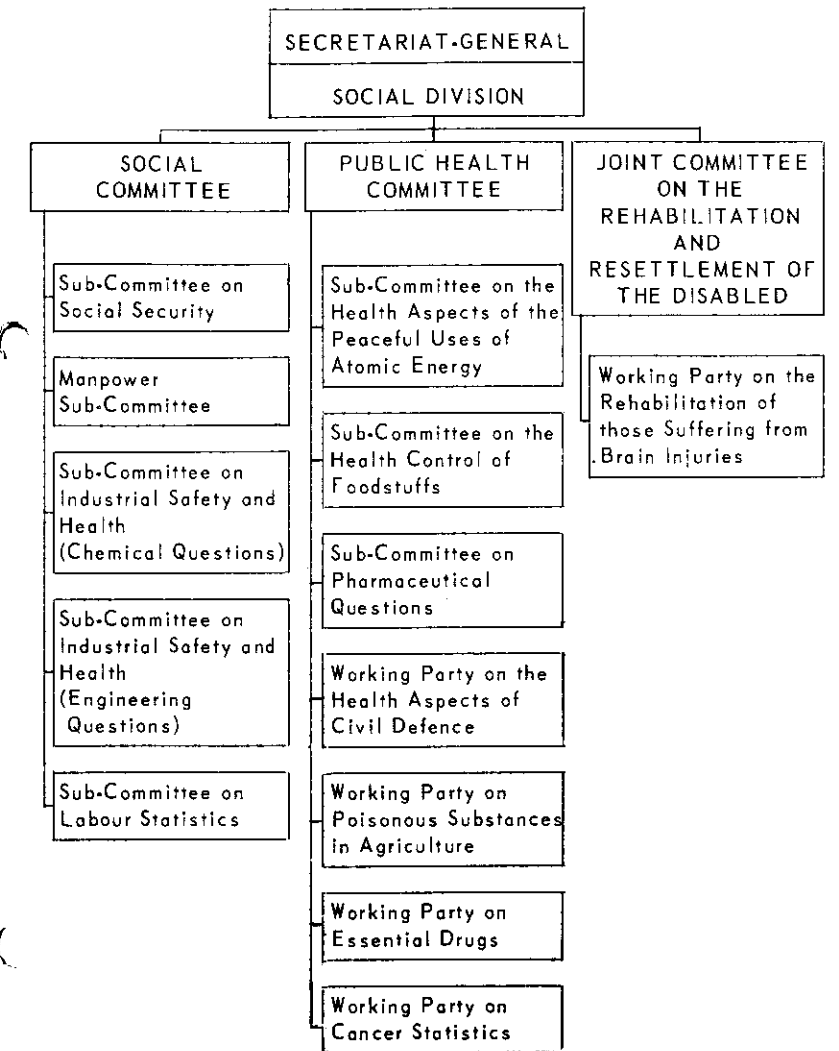 SECRETARIAT-GENERAL
SOCIAL DIVISION
SOCIAL
COMMITTEE
Sub-Committee on
Social Security
Manpower
Sub-Committee
Sub-Committee on
Industrial Safety and
Health
(Chemical Questions)
Sub-Committee on
Industrial Safety and
Health
(Engineering
Questions)
Sub-Committee on
Labour Statistics
PUBLIC HEALTH
COMMITTEE
Sub-Committee on the
Health Aspects of the
Peaceful Uses of
Atomic Energy
Sub-Committee on the
Health Control of
Foodstuffs
Sub-Committee on
Pharmaceutical
Questions
Working Party on the
Health Aspects of
Civil Defence
Working Party on
Poisonous Substances
in Agriculture
Working Party on
Essential Drugs
Working Party on
Cancer Statistics
JOINT COMMITTEE
ON THE
REHABILITATION
AND
RESETTLEMENT OF
THE DISABLED
Working Party on the
Rehabilitation of
those Suffering from
Brain Injuries